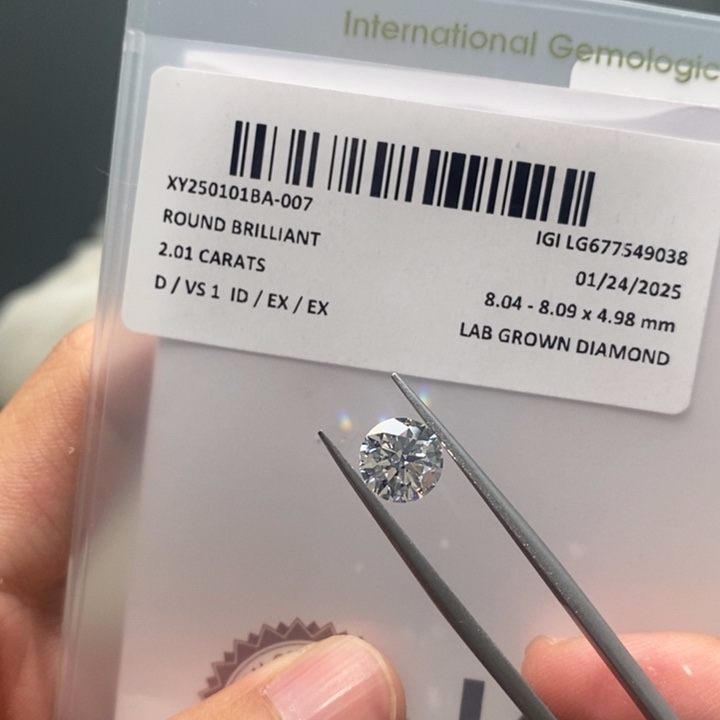 International Gemologic
XY250101BA-007
ROUND BRILLIANT
2.01 CARATS
D / VS 1 ID / EX / EX
IGI LG677549038
01/24/2025
8.04 - 8.09 x 4.98 mm
LAB GROWN DIAMOND